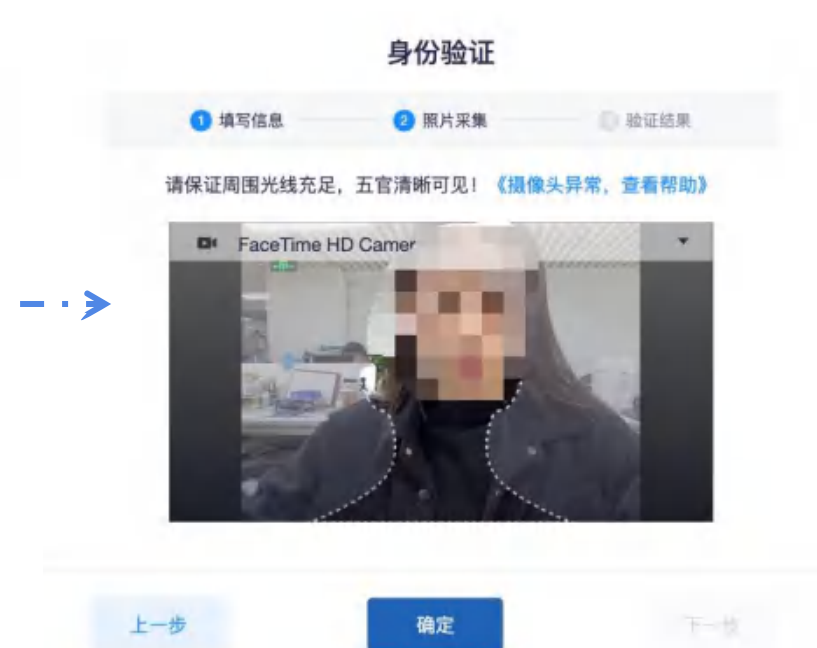 身份验证
1 填写信息
2 照片采集
验证结果
请保证周围光线充足，五官清晰可见！《摄像头异常，查看帮助》
FaceTime HD Camer
上一步
确定
下一步